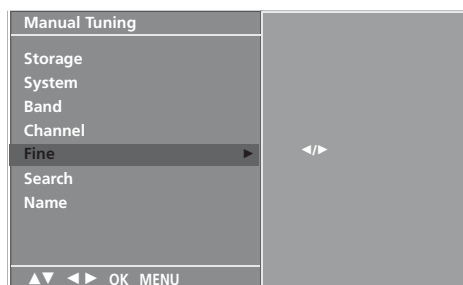 Manual Tuning
Storage
System
Band
Channel
Fine ► ◄/►
Search
Name
▲▼ ◄► OK MENU